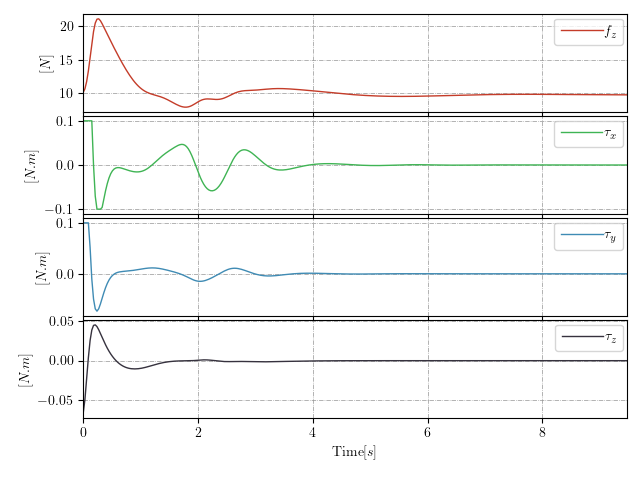 20
15
10
[N]
f_z
0.1
0.0
−0.1
[N.m]
τ_x
0.1
0.0
[N.m]
τ_y
0.05
0.00
−0.05
[N.m]
τ_z
0 2 4 6 8
Time[s]